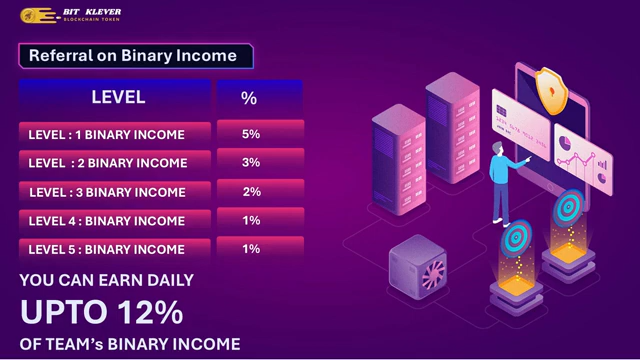 BIT KLEVER
BLOCKCHAIN TOKEN
Referral on Binary Income
LEVEL %
LEVEL : 1 BINARY INCOME 5%
LEVEL : 2 BINARY INCOME 3%
LEVEL : 3 BINARY INCOME 2%
LEVEL 4 : BINARY INCOME 1%
LEVEL 5 : BINARY INCOME 1%
YOU CAN EARN DAILY
UPTO 12%
OF TEAM's BINARY INCOME